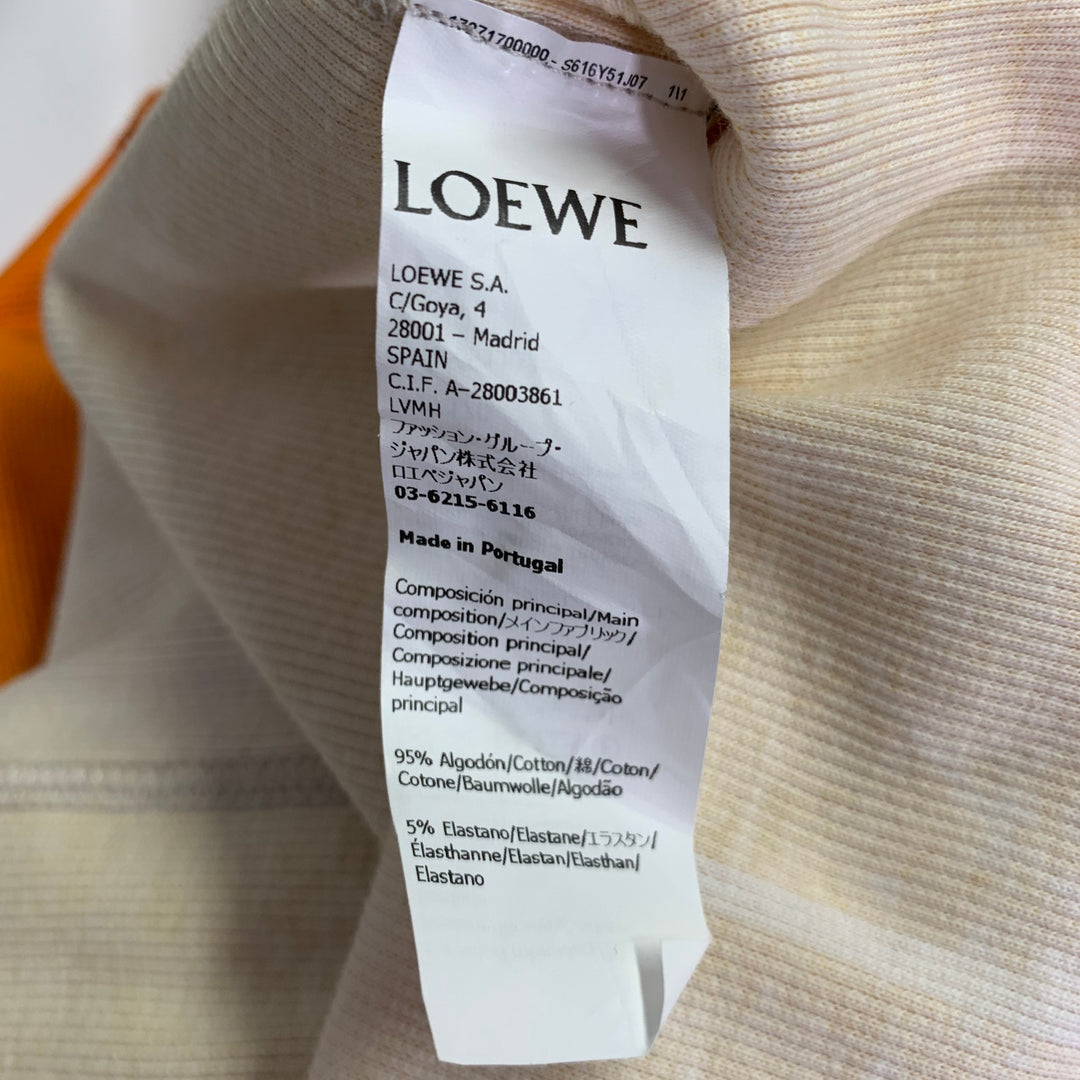 S616Y51J07 1\1
LOEWE
LOEWE S.A.
C/Goya, 4
28001 – Madrid
SPAIN
C.I.F. A-28003861
LVMH
ファッション・グループ・
ジャパン株式会社
ロエベジャパン
03-6215-6116
Made in Portugal
Composición principal/Main
composition/メインファブリック/
Composition principal/
Composizione principale/
Hauptgewebe/Composição
principal
95% Algodón/Cotton/綿/Coton/
Cotone/Baumwolle/Algodão
5% Elastano/Elastane/エラスタン/
Élasthanne/Elastan/Elasthan/
Elastano